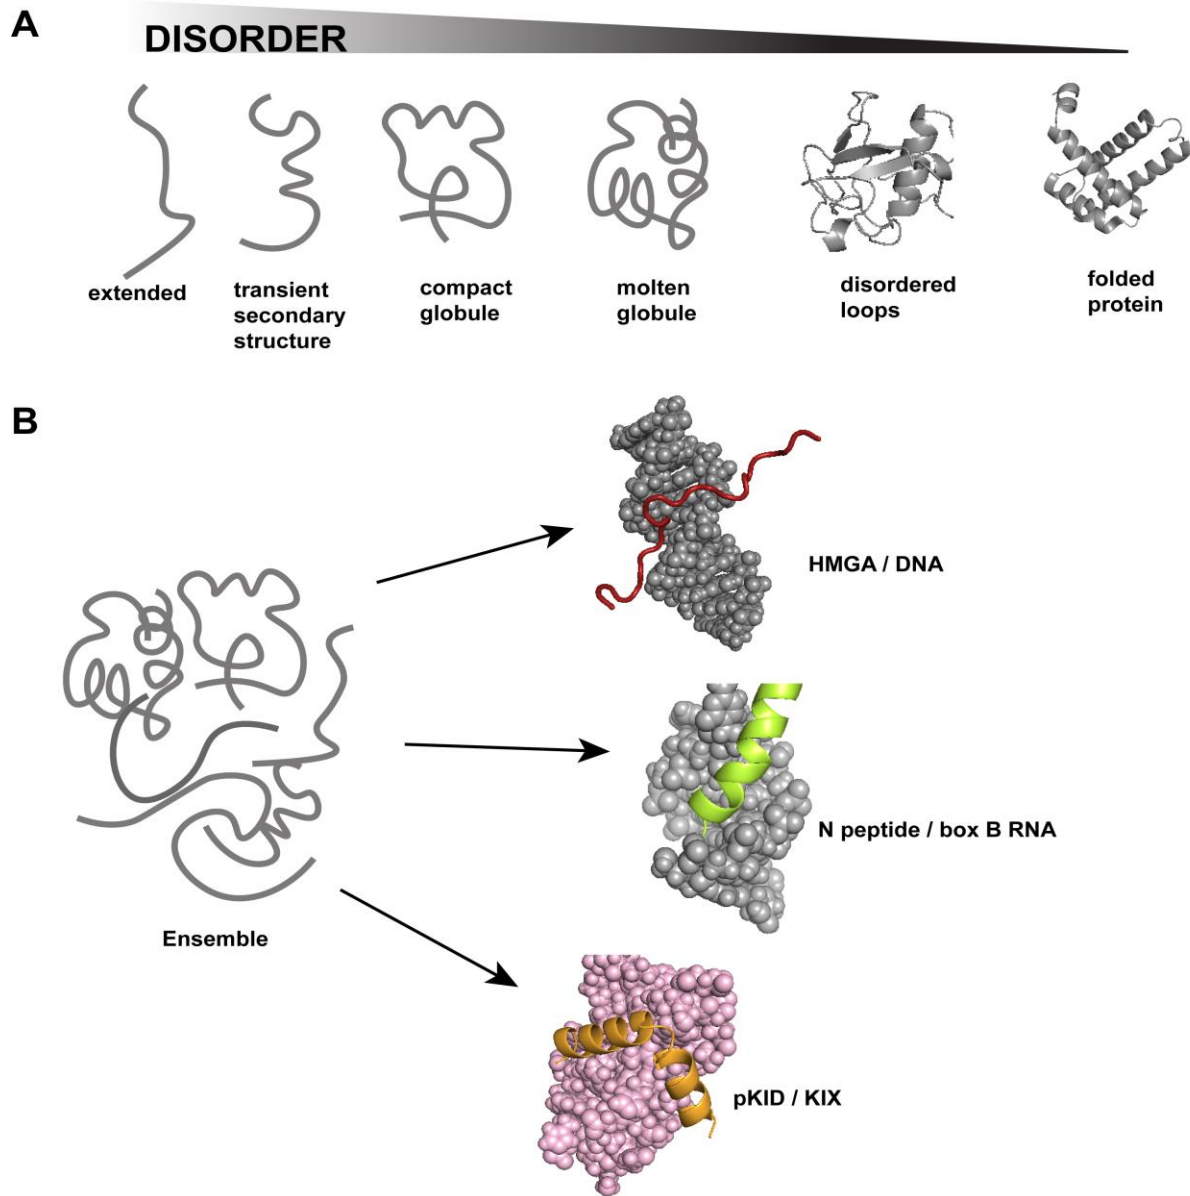 A
DISORDER
extended
transient
secondary
structure
compact
globule
molten
globule
disordered
loops
folded
protein
B
HMGA / DNA
N peptide / box B RNA
Ensemble
pKID / KIX